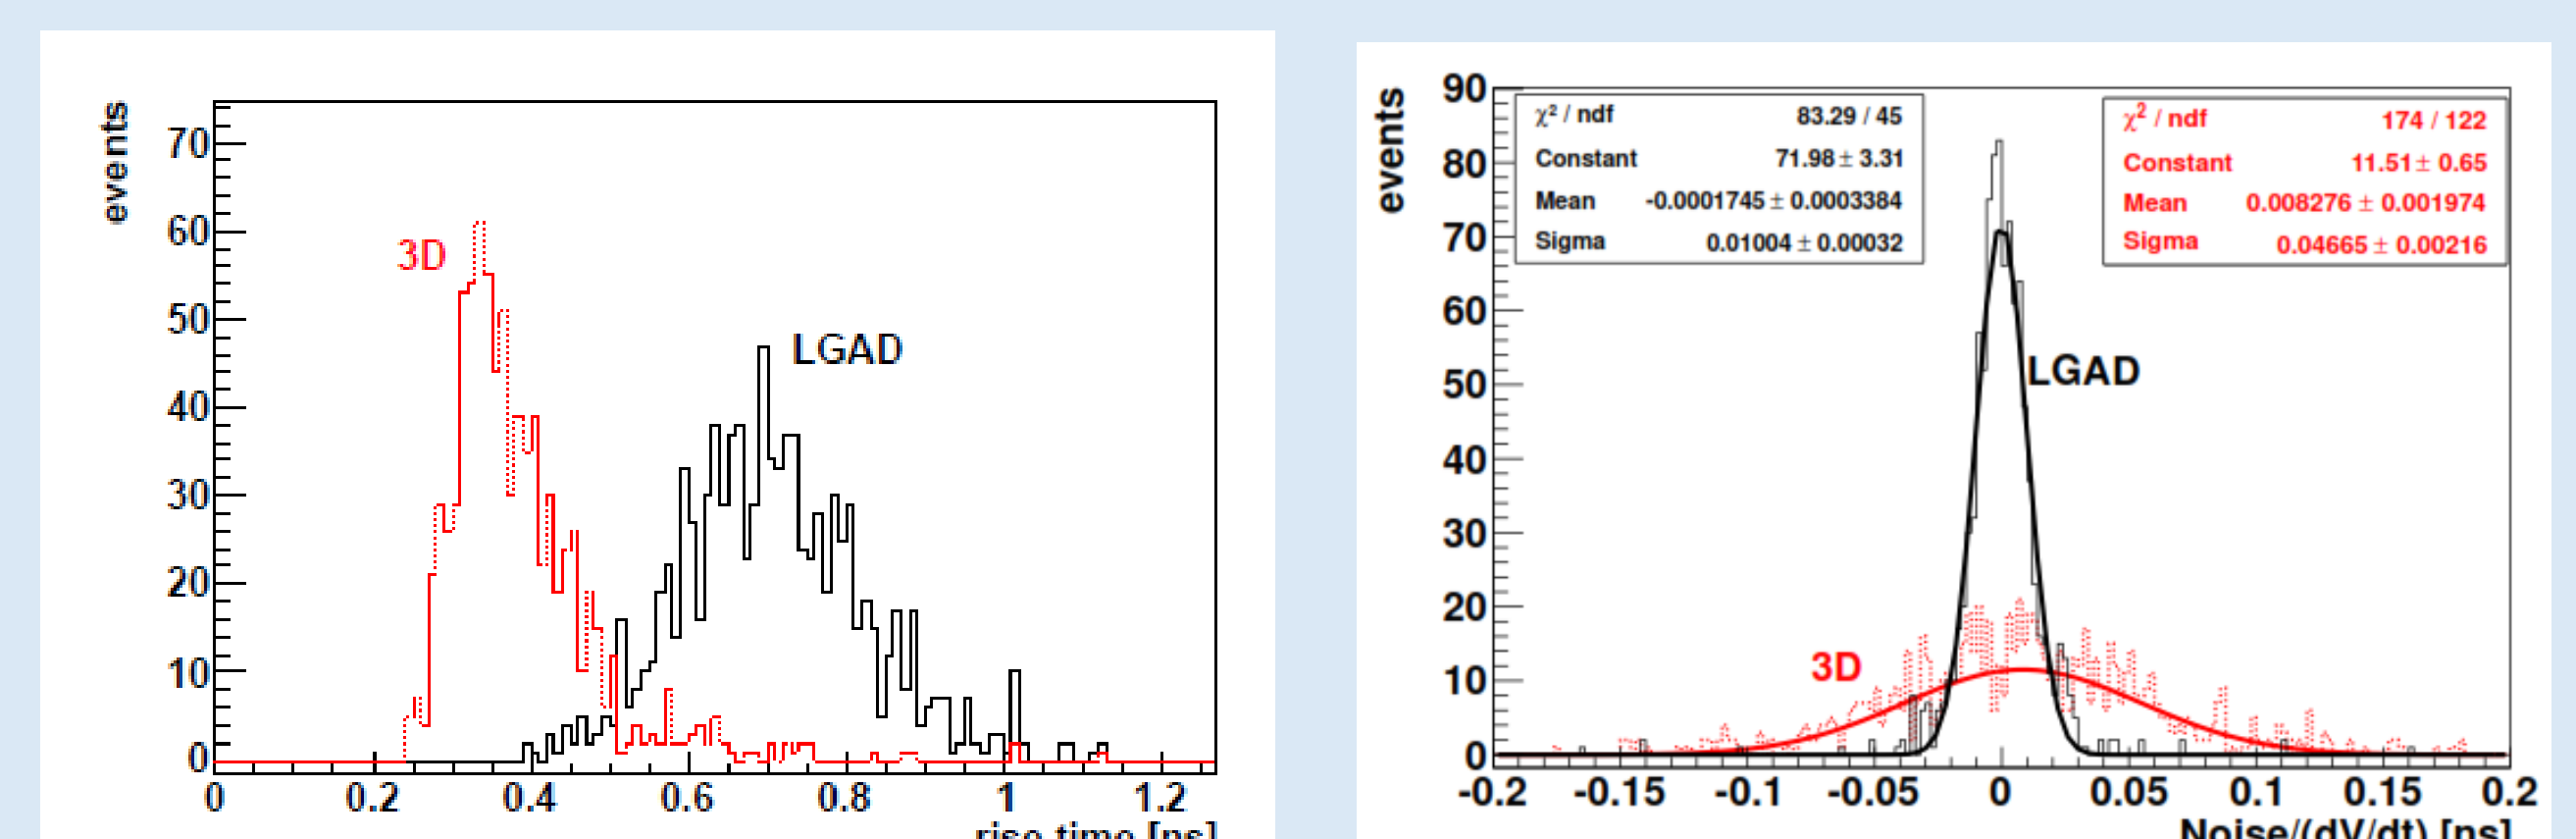 events
70
60
50
40
30
20
10
0
3D
LGAD
0 0.2 0.4 0.6 0.8 1 1.2
rise time [ns]
events
90
80
70
60
50
40
30
20
10
0
χ² / ndf 83.29 / 45
Constant 71.98 ± 3.31
Mean -0.0001745 ± 0.0003384
Sigma 0.01004 ± 0.00032
χ² / ndf 174 / 122
Constant 11.51 ± 0.65
Mean 0.008276 ± 0.001974
Sigma 0.04665 ± 0.00216
LGAD
3D
-0.2 -0.15 -0.1 -0.05 0 0.05 0.1 0.15 0.2
Noise/(dV/dt) [ns]